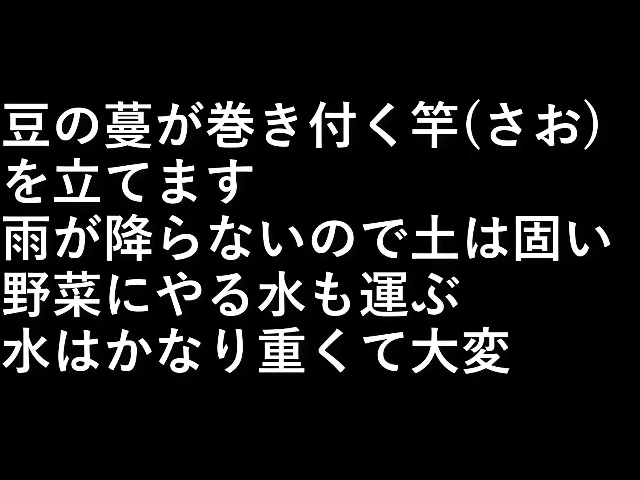 豆の蔓が巻き付く竿(さお)
を立てます
雨が降らないので土は固い
野菜にやる水も運ぶ
水はかなり重くて大変